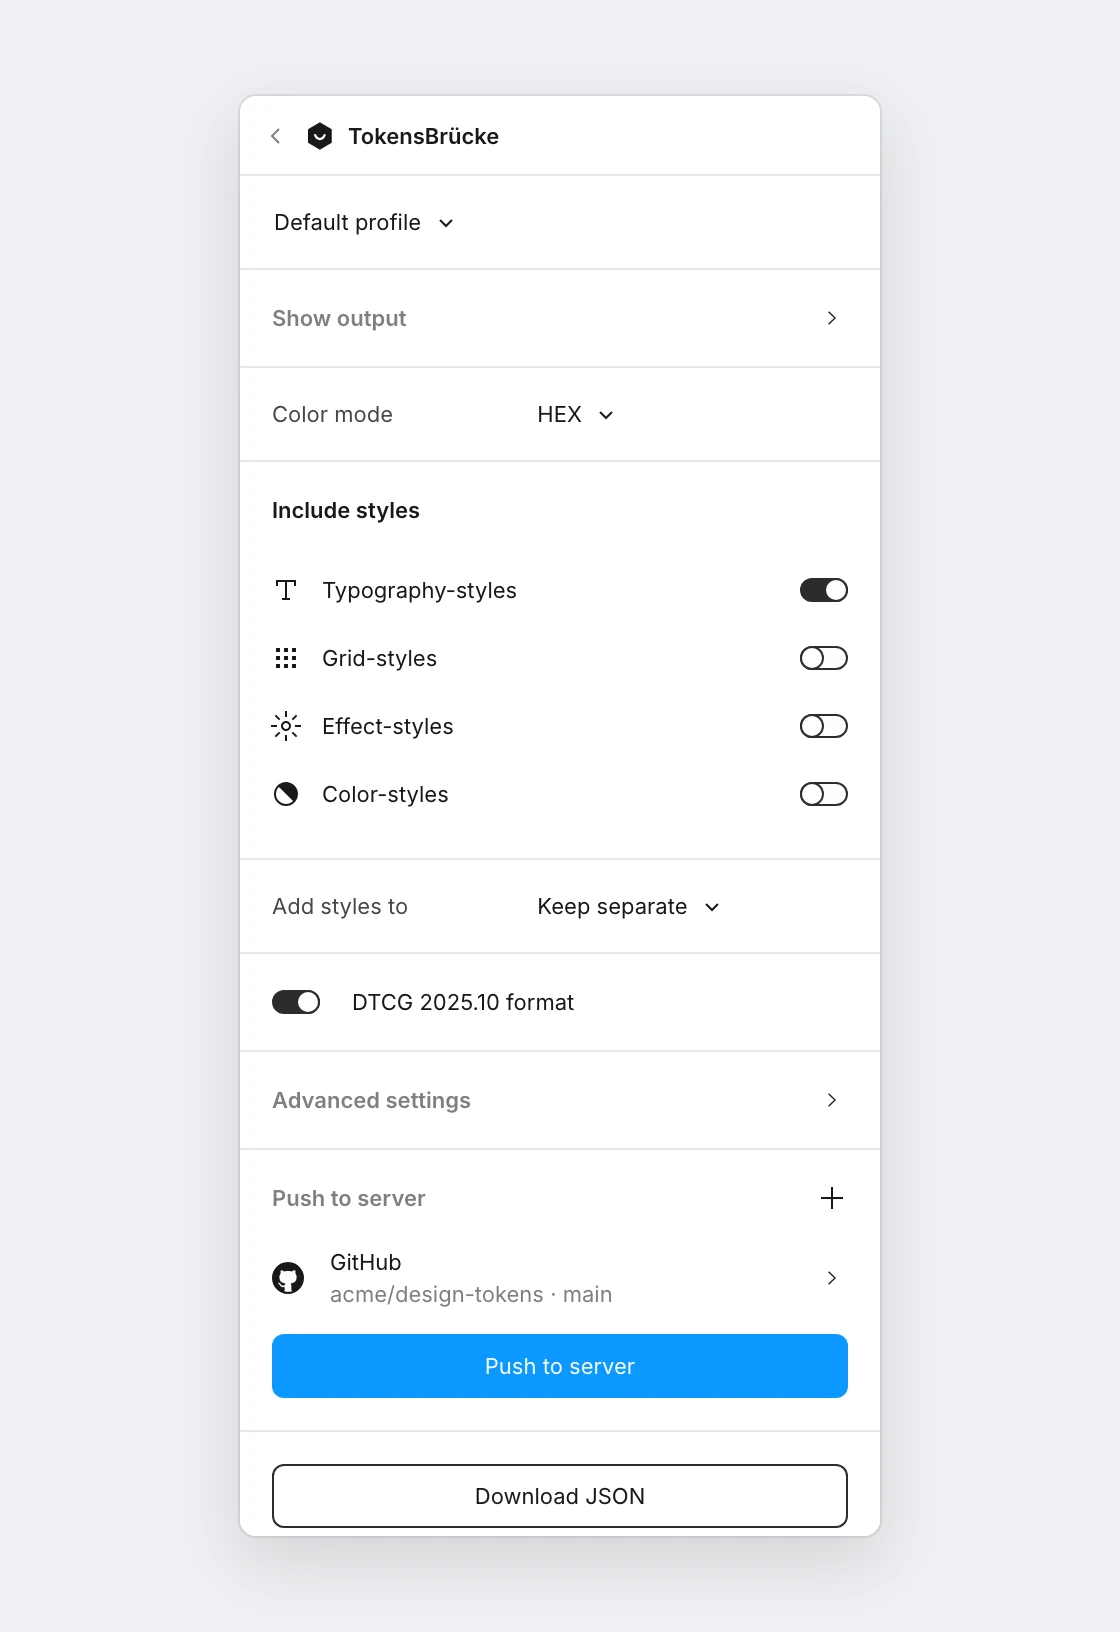 TokensBrücke
Default profile
Show output
Color mode
HEX
Include styles
Typography-styles
Grid-styles
Effect-styles
Color-styles
Add styles to
Keep separate
DTCG 2025.10 format
Advanced settings
Push to server
GitHub
acme/design-tokens · main
Push to server
Download JSON